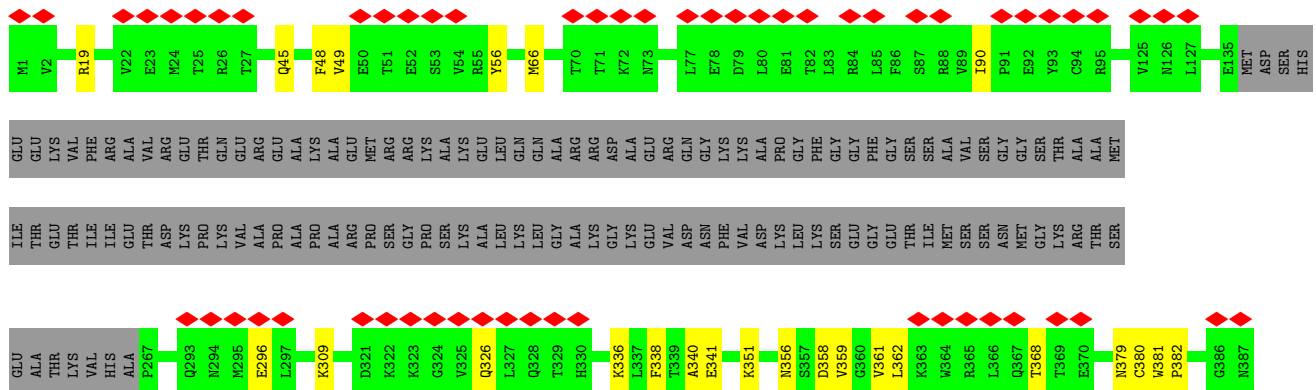 M1 V2 R19 V22 E23 M24 T25 R26 T27 Q45 F48 V49 E50 T51 E52 S53 V54 R55 Y56 M66 T70 T71 K72 N73 L77 E78 D79 L80 E81 T82 L83 R84 L85 F86 S87 R88 V89 I90 P91 E92 Y93 C94 R95 V125 N126 L127 E135 MET ASP SER HIS
GLU GLU LYS VAL PHE ARG ALA VAL ARG GLU THR GLN GLU ARG GLU ALA LYS ALA GLU MET ARG ARG LYS ALA LYS GLU LEU GLN GLN ALA ARG ARG ASP ALA GLU ARG GLN GLY LYS LYS ALA PRO GLY PHE GLY GLY PHE GLY SER SER ALA VAL SER GLY GLY SER THR ALA ALA MET
ILE THR GLU THR ILE ILE GLU THR ASP LYS PRO LYS VAL ALA PRO ALA PRO ALA ARG PRO SER GLY PRO SER LYS ALA LEU LYS LEU GLY ALA LYS GLY LYS GLU VAL ASP ASN PHE VAL ASP LYS LEU LYS SER GLU GLY GLU THR ILE MET SER SER ASN MET GLY LYS ARG THR SER
GLU ALA THR LYS VAL HIS ALA P267 Q293 N294 M295 E296 L297 K309 D321 K322 K323 G324 V325 Q326 L327 Q328 T329 H330 K336 L337 F338 T339 A340 E341 K351 N356 S357 D358 V359 G360 V361 L362 K363 W364 R365 L366 Q367 T368 T369 E370 N379 C380 W381 P382 G386 N387